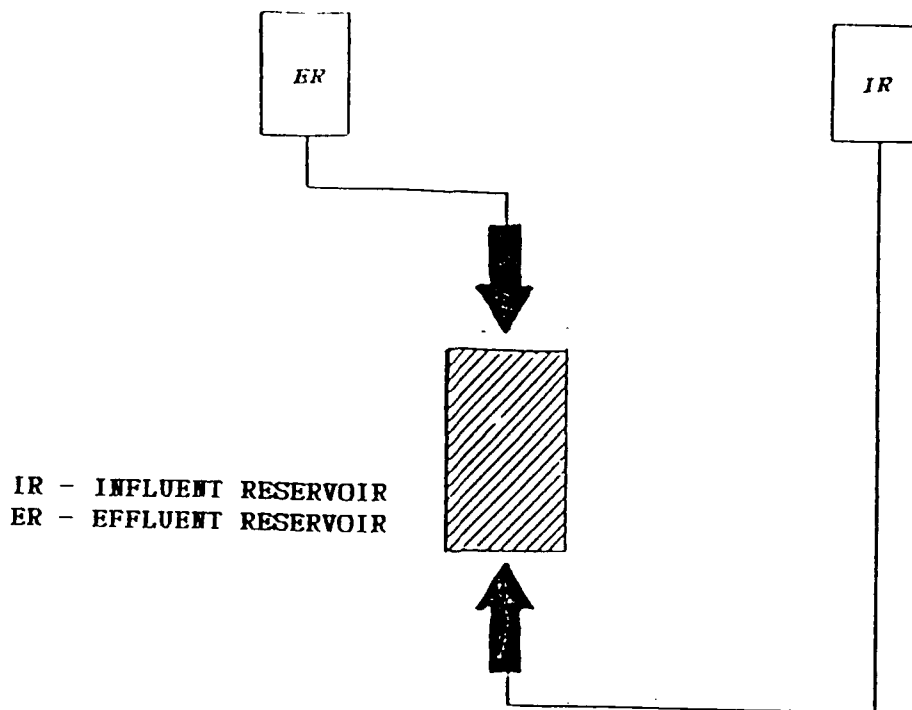 ER
IR
IR - INFLUENT RESERVOIR
ER - EFFLUENT RESERVOIR